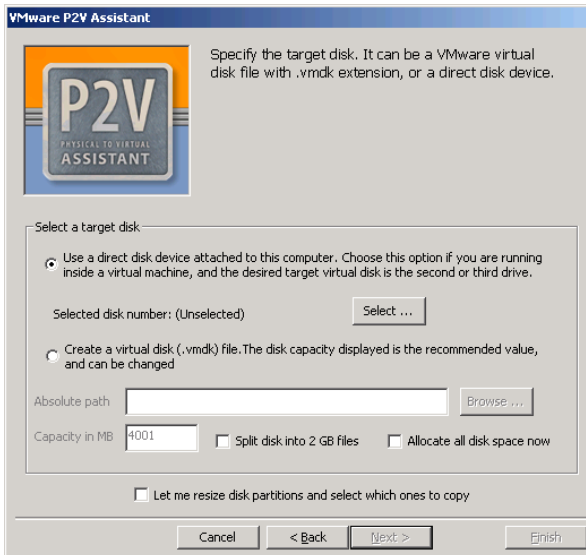 VMware P2V Assistant
Specify the target disk. It can be a VMware virtual
disk file with .vmdk extension, or a direct disk device.
P2V
PHYSICAL TO VIRTUAL
ASSISTANT
Select a target disk
Use a direct disk device attached to this computer. Choose this option if you are running
inside a virtual machine, and the desired target virtual disk is the second or third drive.
Selected disk number: (Unselected)
Select ...
Create a virtual disk (.vmdk) file.The disk capacity displayed is the recommended value,
and can be changed
Absolute path
Browse ...
Capacity in MB
4001
Split disk into 2 GB files
Allocate all disk space now
Let me resize disk partitions and select which ones to copy
Cancel
< Back
Next >
Finish